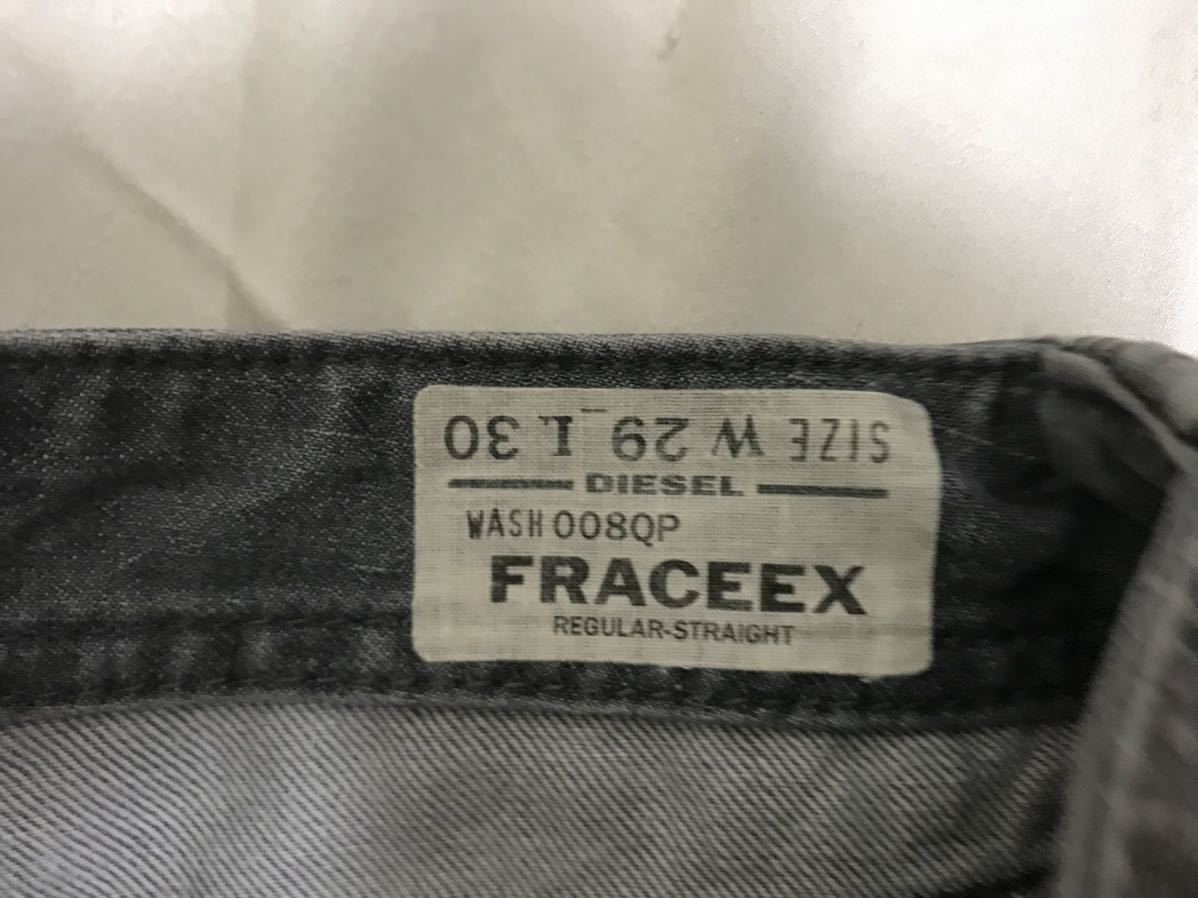 SIZE W 29 L 30
DIESEL
WASH 008QP
FRACEEX
REGULAR-STRAIGHT